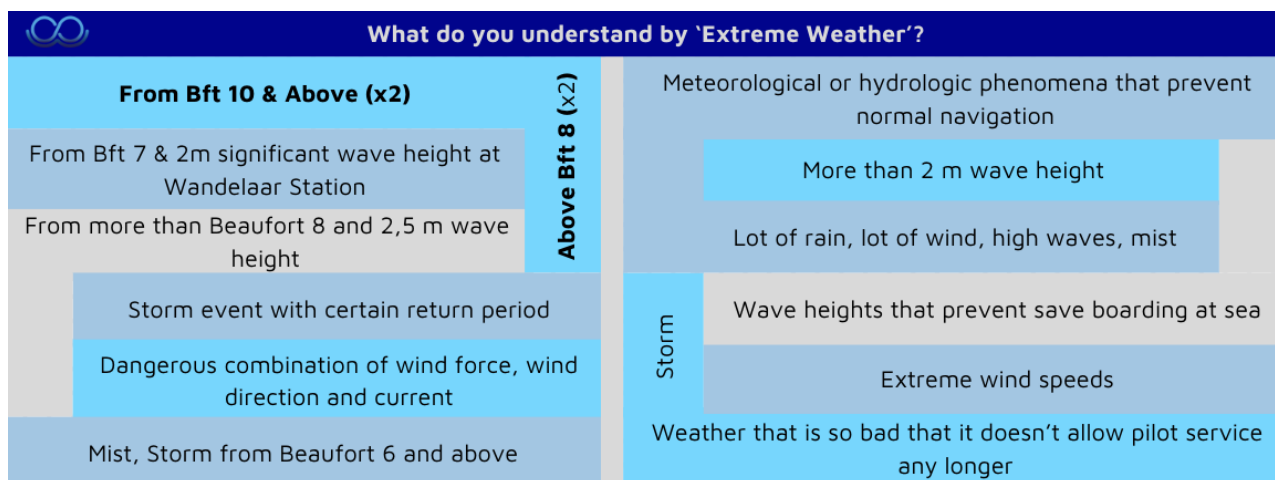 What do you understand by ‘Extreme Weather’?
From Bft 10 & Above (x2)
Above Bft 8 (x2)
From Bft 7 & 2m significant wave height at
Wandelaar Station
From more than Beaufort 8 and 2,5 m wave
height
Storm event with certain return period
Dangerous combination of wind force, wind
direction and current
Mist, Storm from Beaufort 6 and above
Meteorological or hydrologic phenomena that prevent
normal navigation
More than 2 m wave height
Lot of rain, lot of wind, high waves, mist
Storm
Wave heights that prevent save boarding at sea
Extreme wind speeds
Weather that is so bad that it doesn’t allow pilot service
any longer